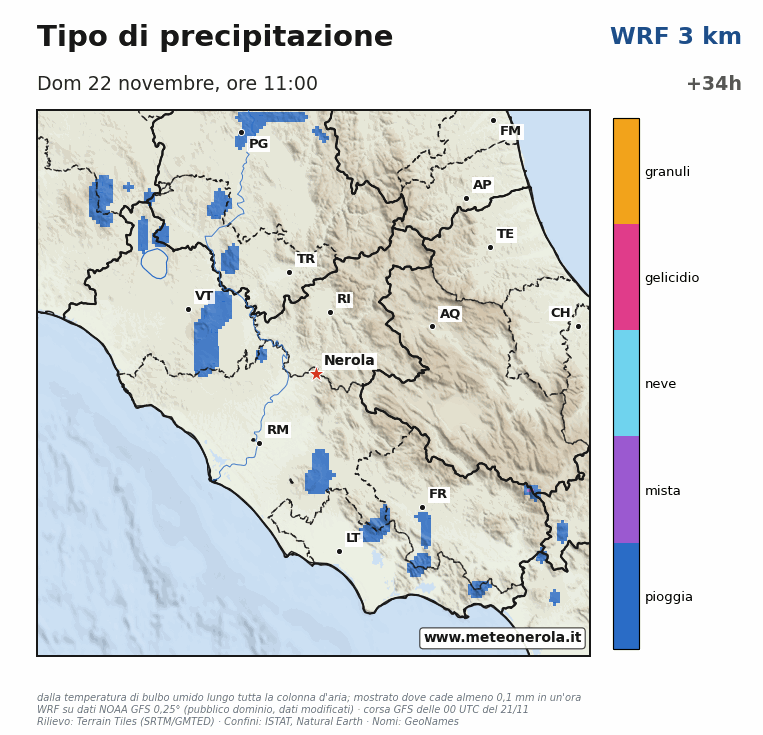 Tipo di precipitazione
WRF 3 km
Dom 22 novembre, ore 11:00
+34h
FM
PG
AP
TE
TR
VT
RI
AQ
CH
Nerola
RM
FR
LT
granuli
gelicidio
neve
mista
pioggia
www.meteonerola.it
dalla temperatura di bulbo umido lungo tutta la colonna d'aria; mostrato dove cade almeno 0,1 mm in un'ora
WRF su dati NOAA GFS 0,25° (pubblico dominio, dati modificati) · corsa GFS delle 00 UTC del 21/11
Rilievo: Terrain Tiles (SRTM/GMTED) · Confini: ISTAT, Natural Earth · Nomi: GeoNames